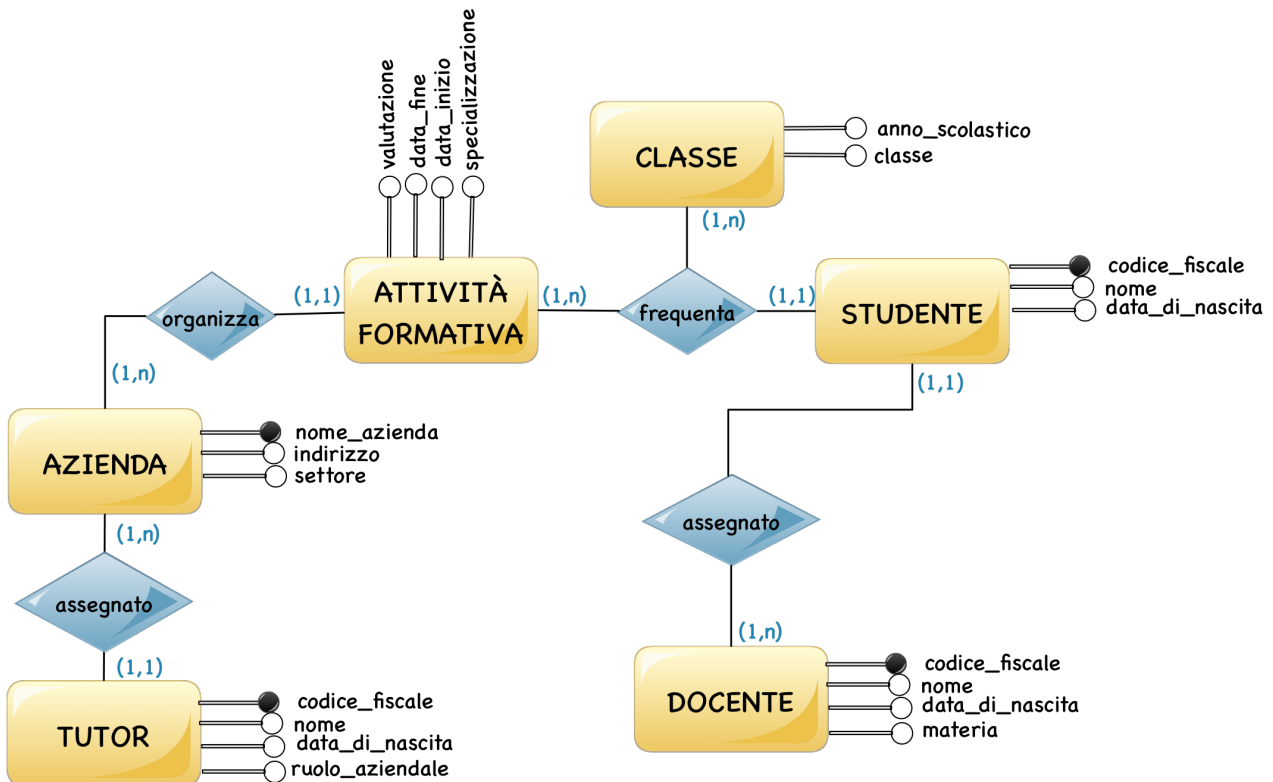 valutazione
data_fine
data_inizio
specializzazione
CLASSE
anno_scolastico
classe
(1,n)
ATTIVITÀ
FORMATIVA
organizza
(1,1)
(1,n)
frequenta
(1,1)
STUDENTE
codice_fiscale
nome
data_di_nascita
(1,n)
(1,1)
AZIENDA
nome_azienda
indirizzo
settore
(1,n)
assegnato
assegnato
(1,1)
(1,n)
TUTOR
codice_fiscale
nome
data_di_nascita
ruolo_aziendale
DOCENTE
codice_fiscale
nome
data_di_nascita
materia